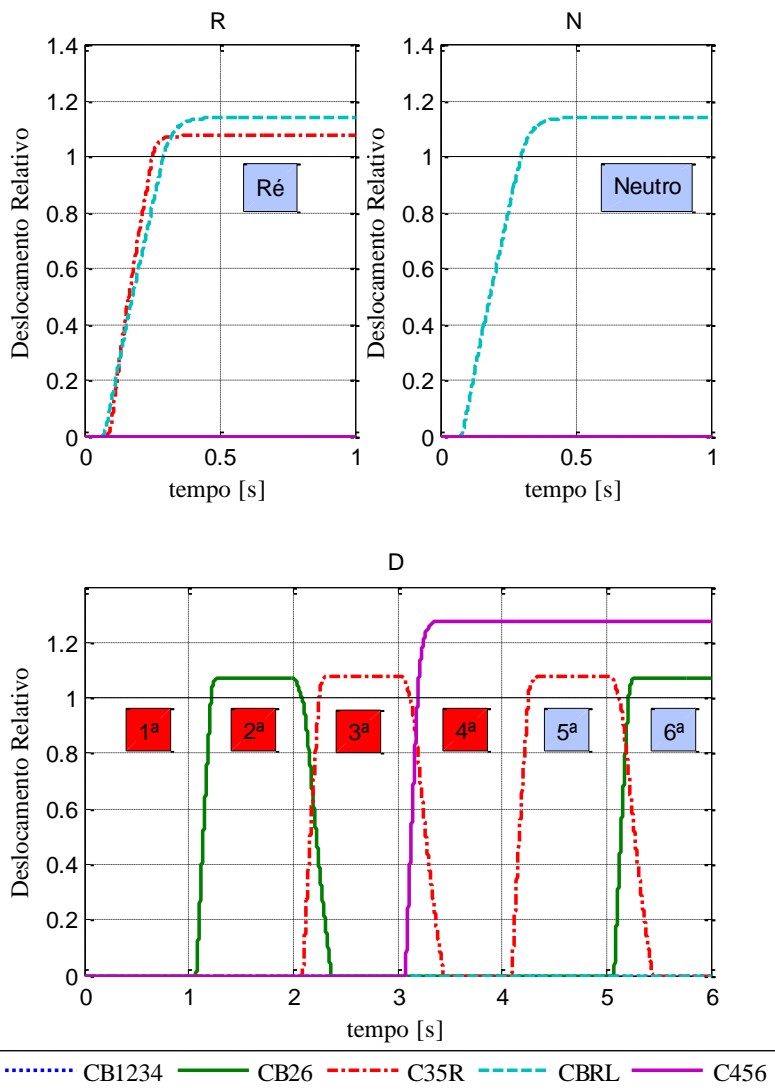 R
N
1.4
1.2
1
0.8
0.6
0.4
0.2
0
Deslocamento Relativo
Ré
0
0.5
1
tempo [s]
1.4
1.2
1
0.8
0.6
0.4
0.2
0
Deslocamento Relativo
Neutro
0
0.5
1
tempo [s]
D
1.2
1
0.8
0.6
0.4
0.2
0
Deslocamento Relativo
1ª
2ª
3ª
4ª
5ª
6ª
0
1
2
3
4
5
6
tempo [s]
CB1234
CB26
C35R
CBRL
C456